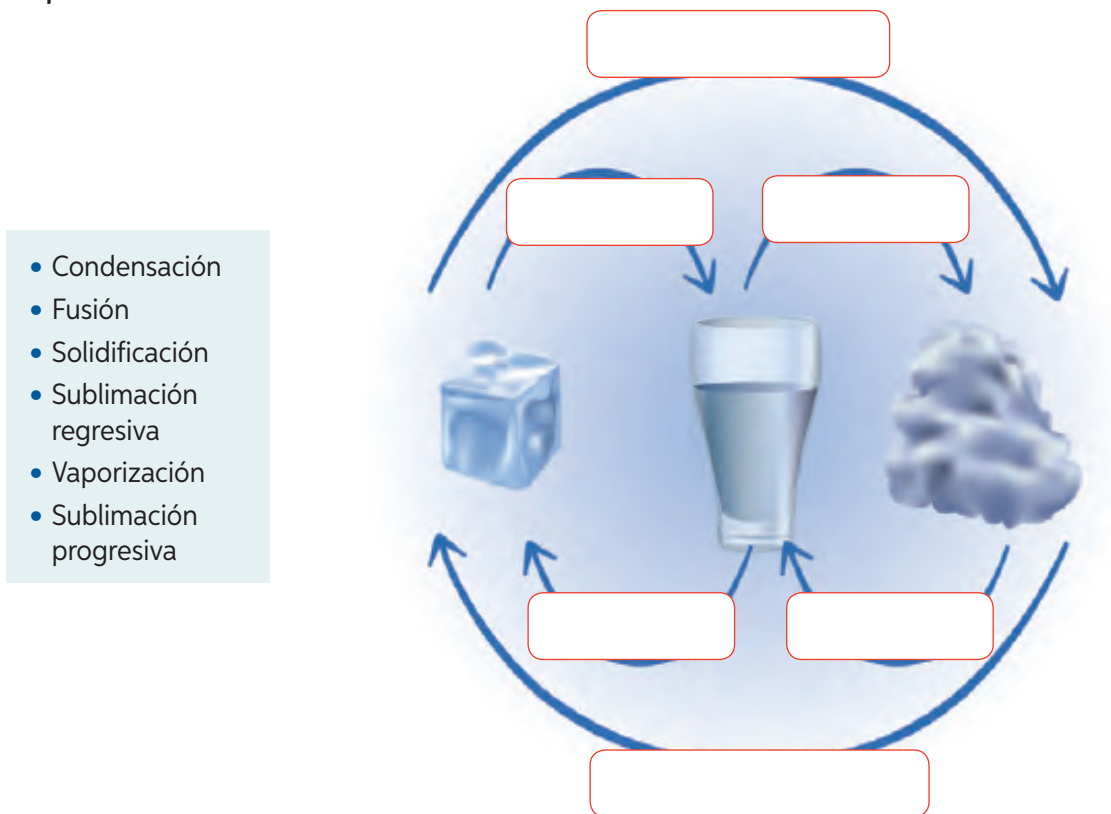 • Condensación
• Fusión
• Solidificación
• Sublimación
regresiva
• Vaporización
• Sublimación
progresiva